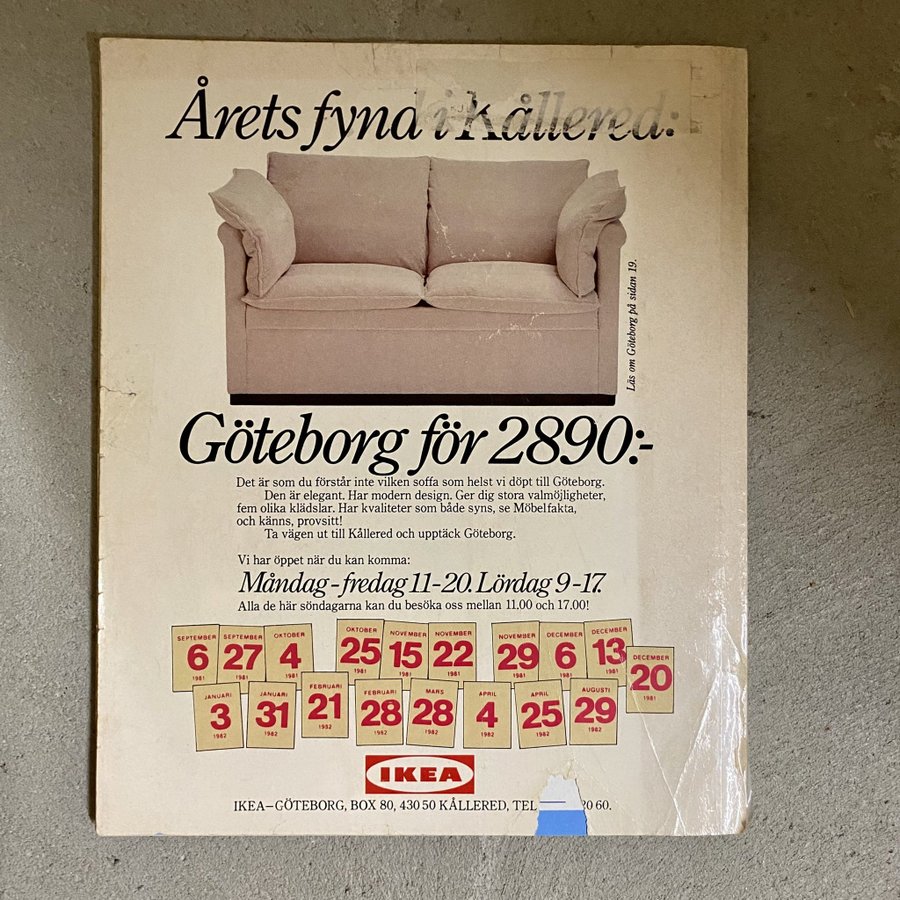 Årets fynd i Kållered:
Läs om Göteborg på sidan 19.
Göteborg för 2890:-
Det är som du förstår inte vilken soffa som helst vi döpt till Göteborg.
Den är elegant. Har modern design. Ger dig stora valmöjligheter,
fem olika klädslar. Har kvaliteter som både syns, se Möbelfakta,
och känns, provsitt!
Ta vägen ut till Kållered och upptäck Göteborg.
Vi har öppet när du kan komma:
Måndag-fredag 11-20. Lördag 9-17.
Alla de här söndagarna kan du besöka oss mellan 11.00 och 17.00!
SEPTEMBER 6 1981
SEPTEMBER 27 1981
OKTOBER 4 1981
OKTOBER 25 1981
NOVEMBER 15 1981
NOVEMBER 22 1981
NOVEMBER 29 1981
DECEMBER 6 1981
DECEMBER 13 1981
DECEMBER 20 1981
JANUARI 3 1982
JANUARI 31 1982
FEBRUARI 21 1982
FEBRUARI 28 1982
MARS 28 1982
APRIL 4 1982
APRIL 25 1982
AUGUSTI 29 1982
IKEA
IKEA–GÖTEBORG, BOX 80, 430 50 KÅLLERED, TEL 20 60.